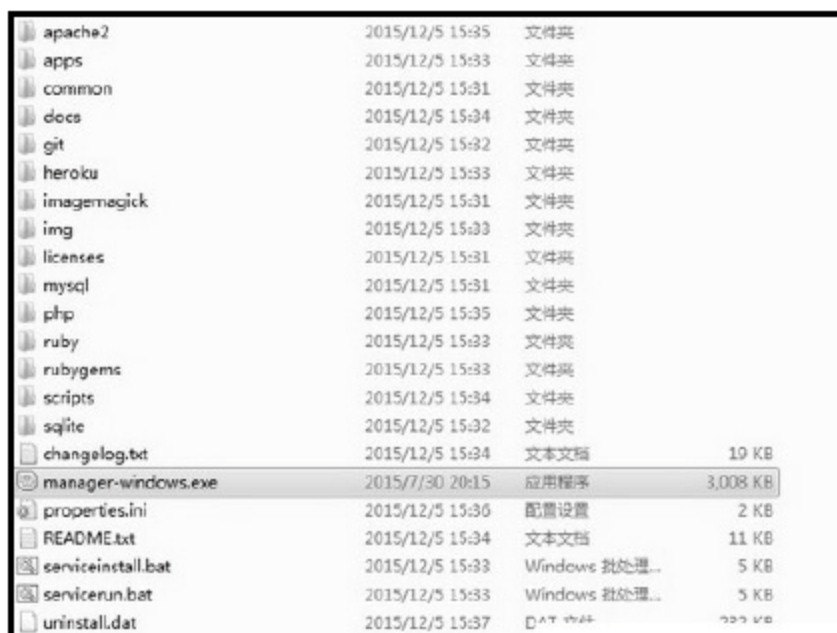 apache2 2015/12/5 15:35 文件夹
apps 2015/12/5 15:33 文件夹
common 2015/12/5 15:31 文件夹
docs 2015/12/5 15:34 文件夹
git 2015/12/5 15:32 文件夹
heroku 2015/12/5 15:33 文件夹
imagemagick 2015/12/5 15:31 文件夹
img 2015/12/5 15:33 文件夹
licenses 2015/12/5 15:31 文件夹
mysql 2015/12/5 15:31 文件夹
php 2015/12/5 15:35 文件夹
ruby 2015/12/5 15:33 文件夹
rubygems 2015/12/5 15:33 文件夹
scripts 2015/12/5 15:34 文件夹
sqlite 2015/12/5 15:32 文件夹
changelog.txt 2015/12/5 15:34 文本文档 19 KB
manager-windows.exe 2015/7/30 20:15 应用程序 3,008 KB
properties.ini 2015/12/5 15:36 配置设置 2 KB
README.txt 2015/12/5 15:34 文本文档 11 KB
serviceinstall.bat 2015/12/5 15:33 Windows 批处理... 5 KB
servicerun.bat 2015/12/5 15:33 Windows 批处理... 5 KB
uninstall.dat 2015/12/5 15:37 DAT 文件 232 KB